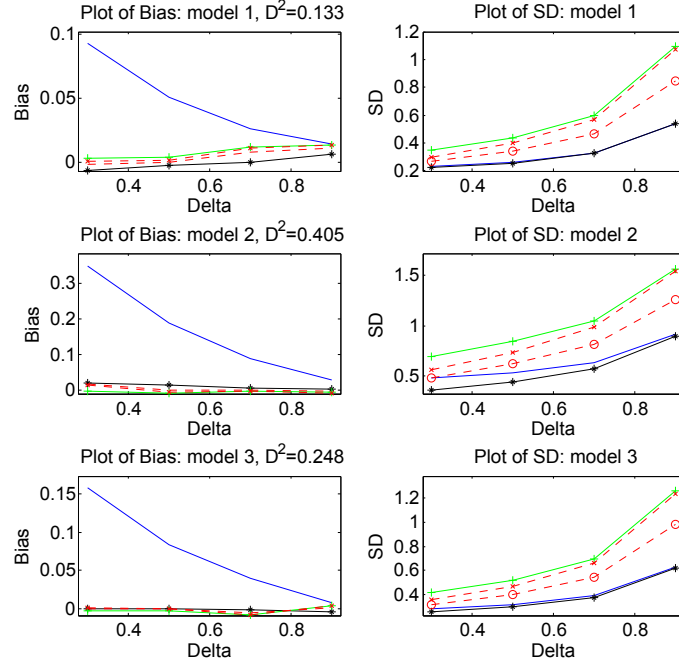 Plot of Bias: model 1, D^2=0.133
Bias
0.1
0.05
0
0.4 0.6 0.8
Delta
Plot of SD: model 1
SD
1.2
1
0.8
0.6
0.4
0.2
0.4 0.6 0.8
Delta
Plot of Bias: model 2, D^2=0.405
Bias
0.3
0.2
0.1
0
0.4 0.6 0.8
Delta
Plot of SD: model 2
SD
1.5
1
0.5
0.4 0.6 0.8
Delta
Plot of Bias: model 3, D^2=0.248
Bias
0.15
0.1
0.05
0
0.4 0.6 0.8
Delta
Plot of SD: model 3
SD
1.2
1
0.8
0.6
0.4
0.4 0.6 0.8
Delta